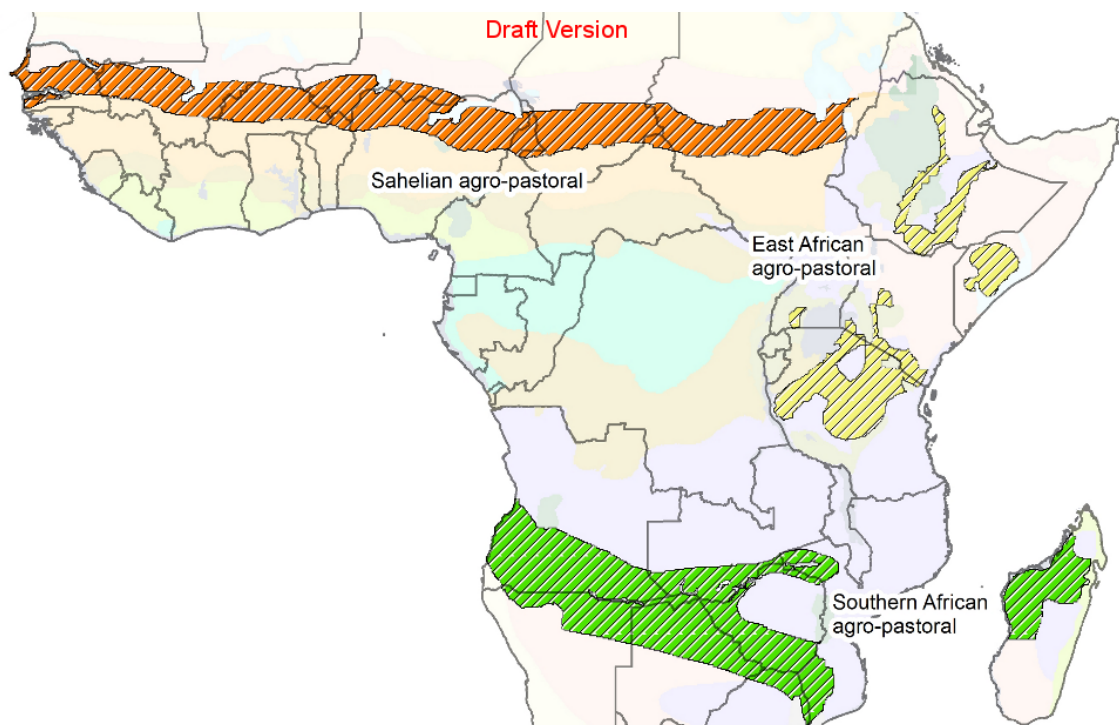 Draft Version
Sahelian agro-pastoral
East African
agro-pastoral
Southern African
agro-pastoral